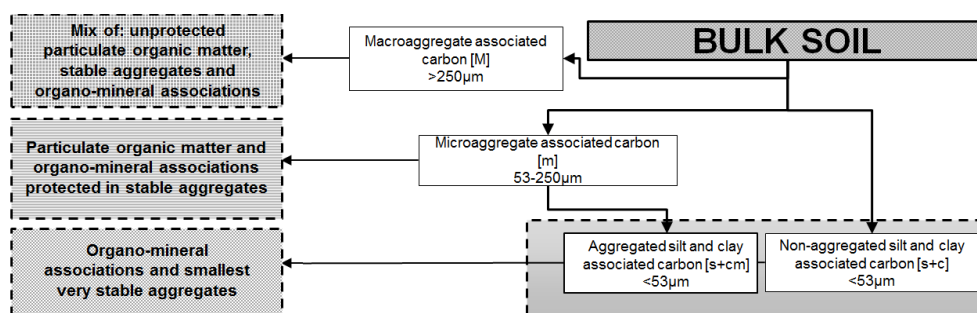 Mix of: unprotected
particulate organic matter,
stable aggregates and
organo-mineral associations
Macroaggregate associated
carbon [M]
>250µm
BULK SOIL
Particulate organic matter and
organo-mineral associations
protected in stable aggregates
Microaggregate associated carbon
[m]
53-250µm
Organo-mineral
associations and smallest
very stable aggregates
Aggregated silt and clay
associated carbon [s+cm]
<53µm
Non-aggregated silt and clay
associated carbon [s+c]
<53µm